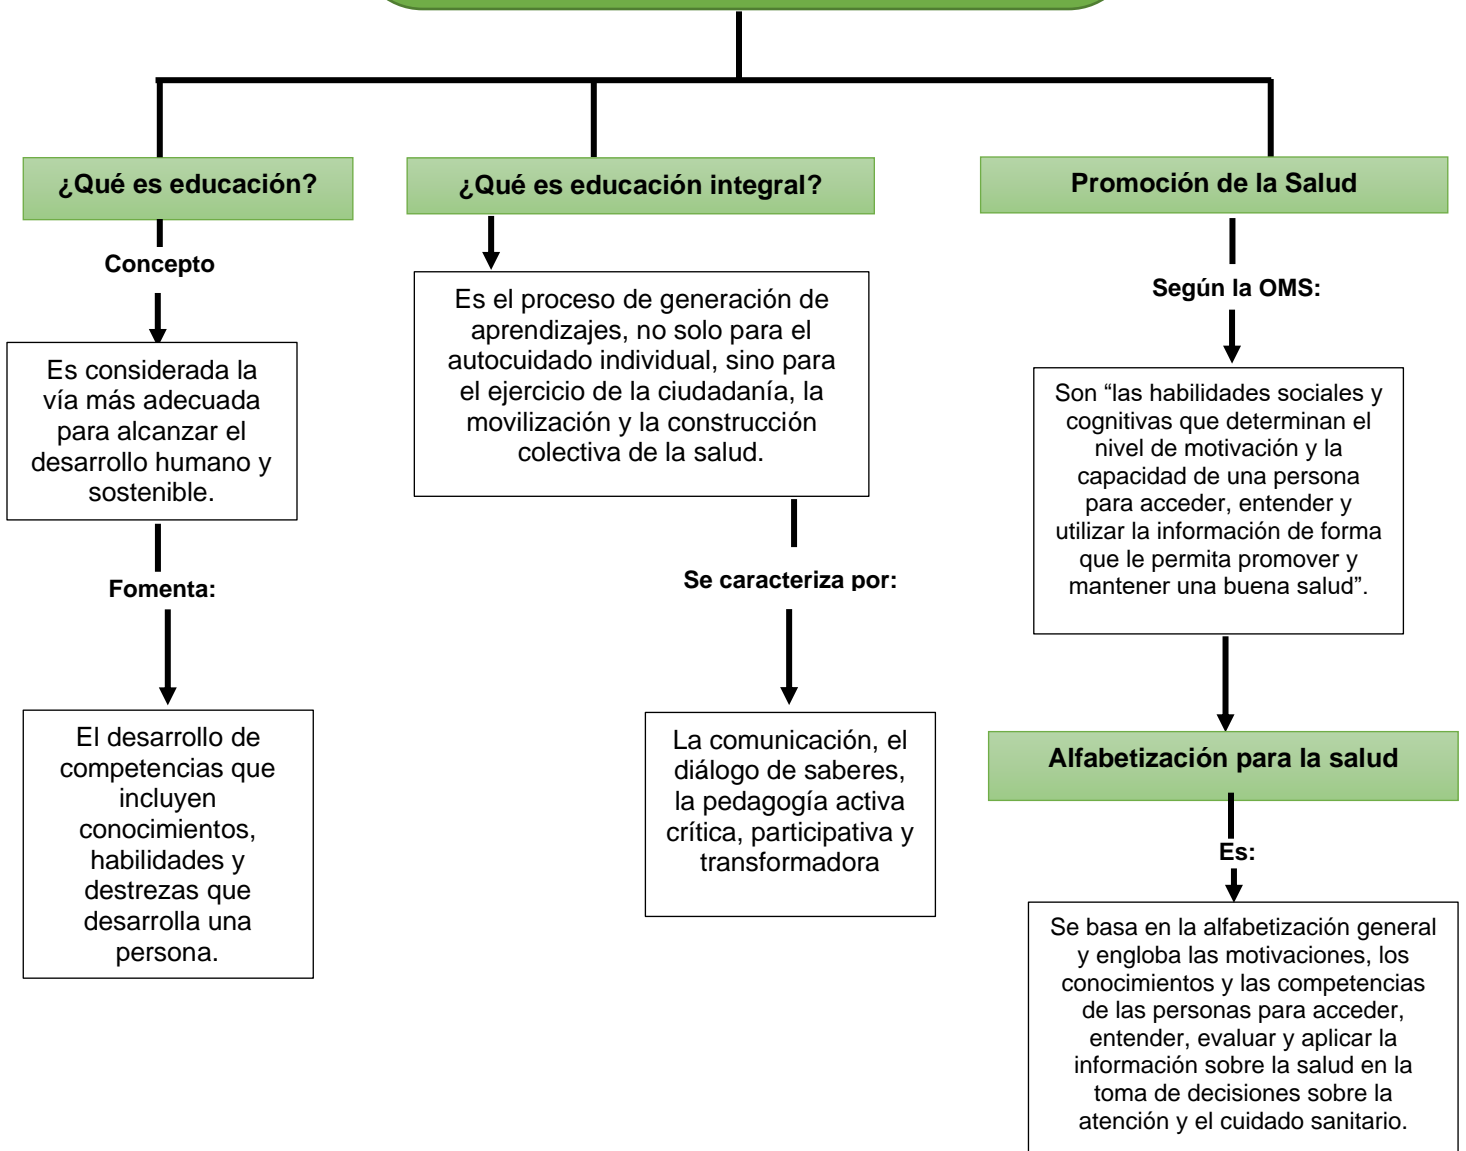 ¿Qué es educación?
Concepto
Es considerada la
vía más adecuada
para alcanzar el
desarrollo humano y
sostenible.
Fomenta:
El desarrollo de
competencias que
incluyen
conocimientos,
habilidades y
destrezas que
desarrolla una
persona.
¿Qué es educación integral?
Es el proceso de generación de
aprendizajes, no solo para el
autocuidado individual, sino para
el ejercicio de la ciudadanía, la
movilización y la construcción
colectiva de la salud.
Se caracteriza por:
La comunicación, el
diálogo de saberes,
la pedagogía activa
crítica, participativa y
transformadora
Promoción de la Salud
Según la OMS:
Son “las habilidades sociales y
cognitivas que determinan el
nivel de motivación y la
capacidad de una persona
para acceder, entender y
utilizar la información de forma
que le permita promover y
mantener una buena salud”.
Alfabetización para la salud
Es:
Se basa en la alfabetización general
y engloba las motivaciones, los
conocimientos y las competencias
de las personas para acceder,
entender, evaluar y aplicar la
información sobre la salud en la
toma de decisiones sobre la
atención y el cuidado sanitario.